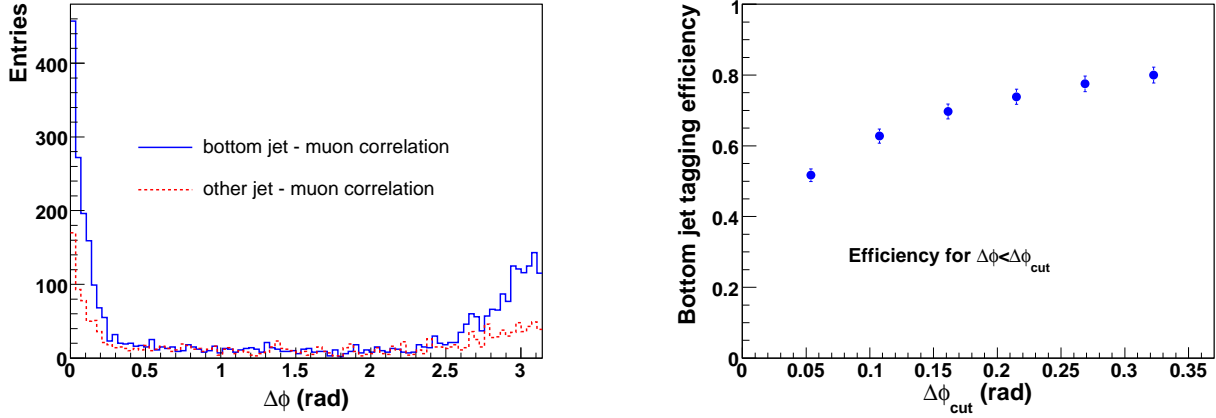 Entries
400
300
200
100
0
bottom jet - muon correlation
other jet - muon correlation
0 0.5 1 1.5 2 2.5 3
Δϕ (rad)
Bottom jet tagging efficiency
1
0.8
0.6
0.4
0.2
0
Efficiency for Δϕ<Δϕcut
0 0.05 0.1 0.15 0.2 0.25 0.3 0.35
Δϕcut (rad)